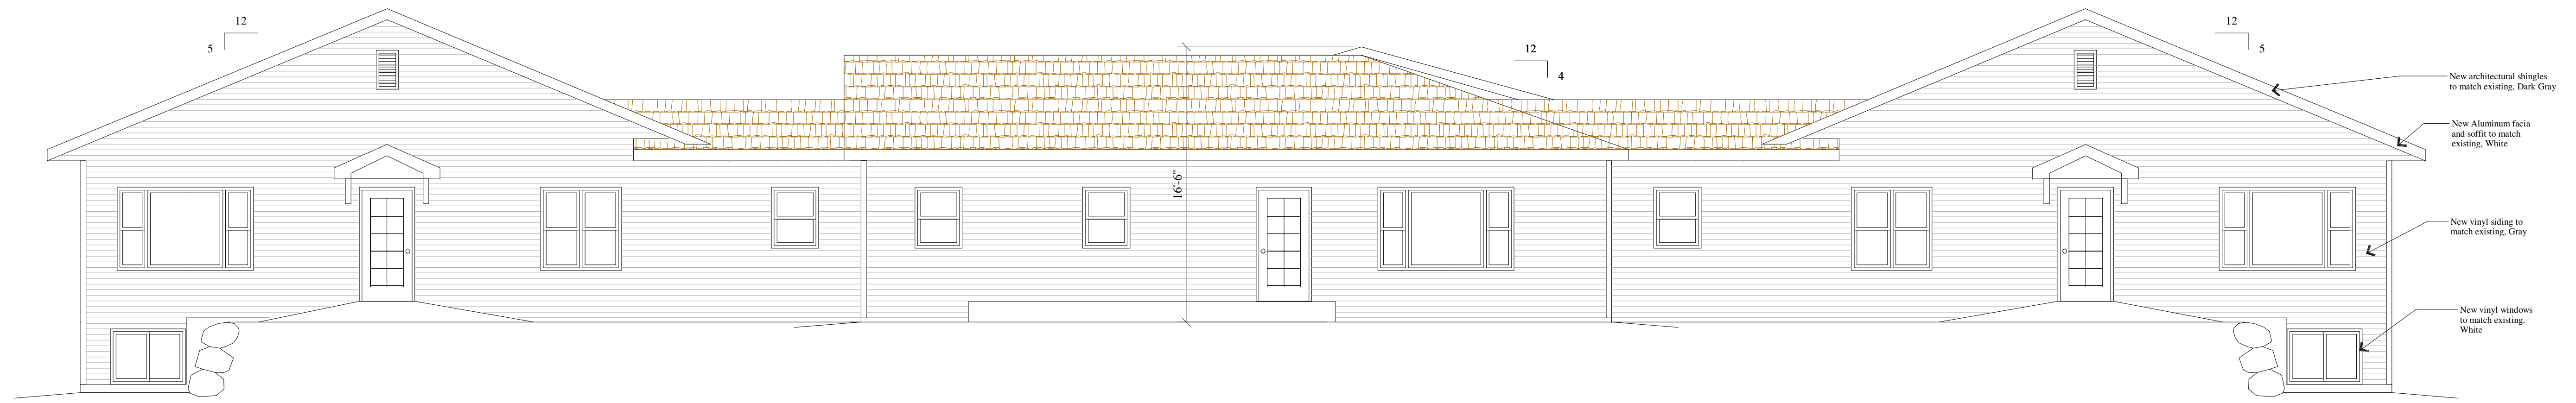 12
5
16'-6"
12
4
12
5
New architectural shingles
to match existing, Dark Gray
New Aluminum facia
and soffit to match
existing, White
New vinyl siding to
match existing, Gray
New vinyl windows
to match existing.
White